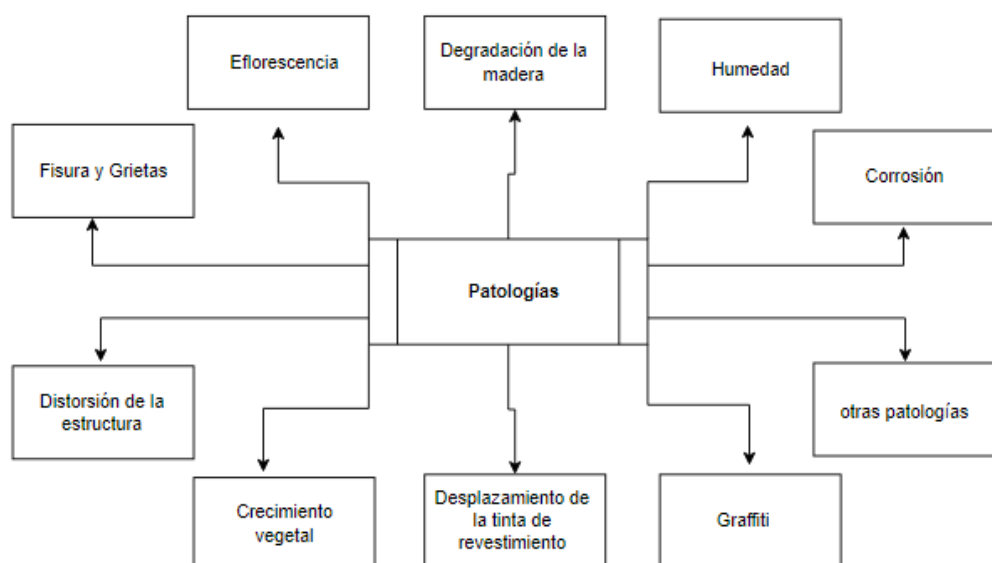 Eflorescencia
Degradación de la
madera
Humedad
Fisura y Grietas
Corrosión
Patologías
Distorsión de la
estructura
otras patologías
Crecimiento
vegetal
Desplazamiento de
la tinta de
revestimiento
Graffiti